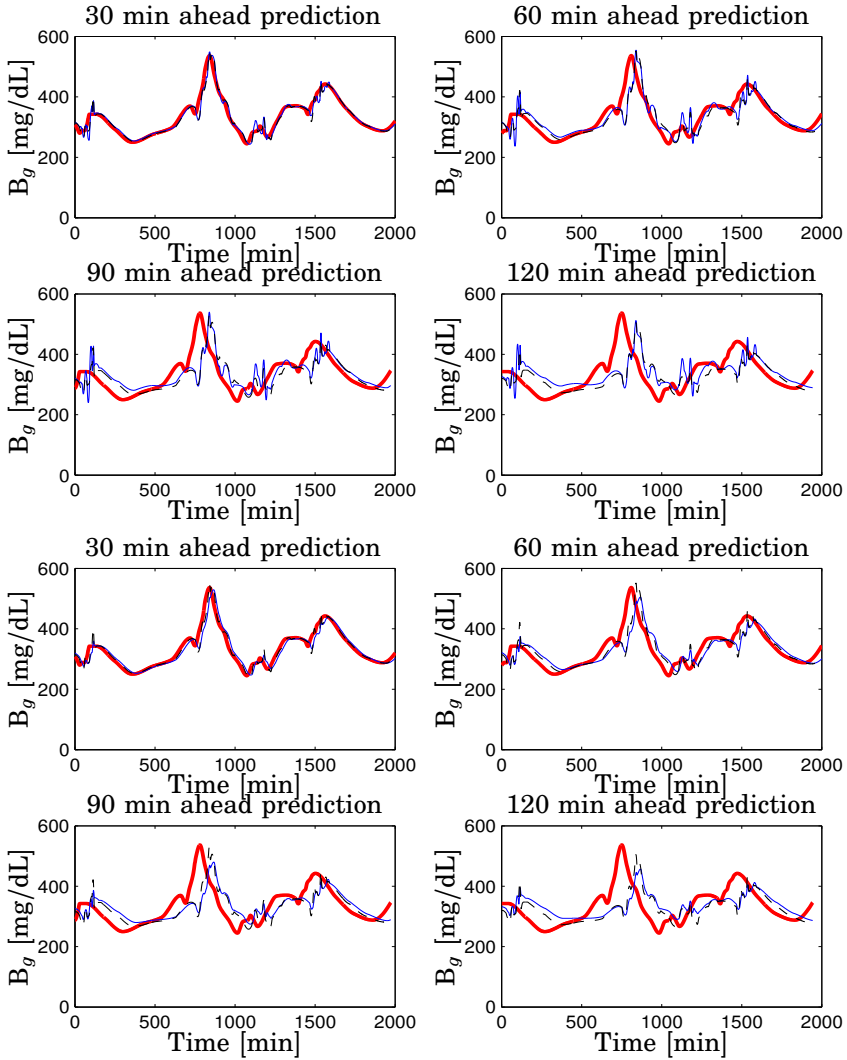 30 min ahead prediction
600
400
200
0
B_g [mg/dL]
0 500 1000 1500 2000
Time [min]
60 min ahead prediction
600
400
200
0
B_g [mg/dL]
0 500 1000 1500 2000
Time [min]
90 min ahead prediction
600
400
200
0
B_g [mg/dL]
0 500 1000 1500 2000
Time [min]
120 min ahead prediction
600
400
200
0
B_g [mg/dL]
0 500 1000 1500 2000
Time [min]
30 min ahead prediction
600
400
200
0
B_g [mg/dL]
0 500 1000 1500 2000
Time [min]
60 min ahead prediction
600
400
200
0
B_g [mg/dL]
0 500 1000 1500 2000
Time [min]
90 min ahead prediction
600
400
200
0
B_g [mg/dL]
0 500 1000 1500 2000
Time [min]
120 min ahead prediction
600
400
200
0
B_g [mg/dL]
0 500 1000 1500 2000
Time [min]